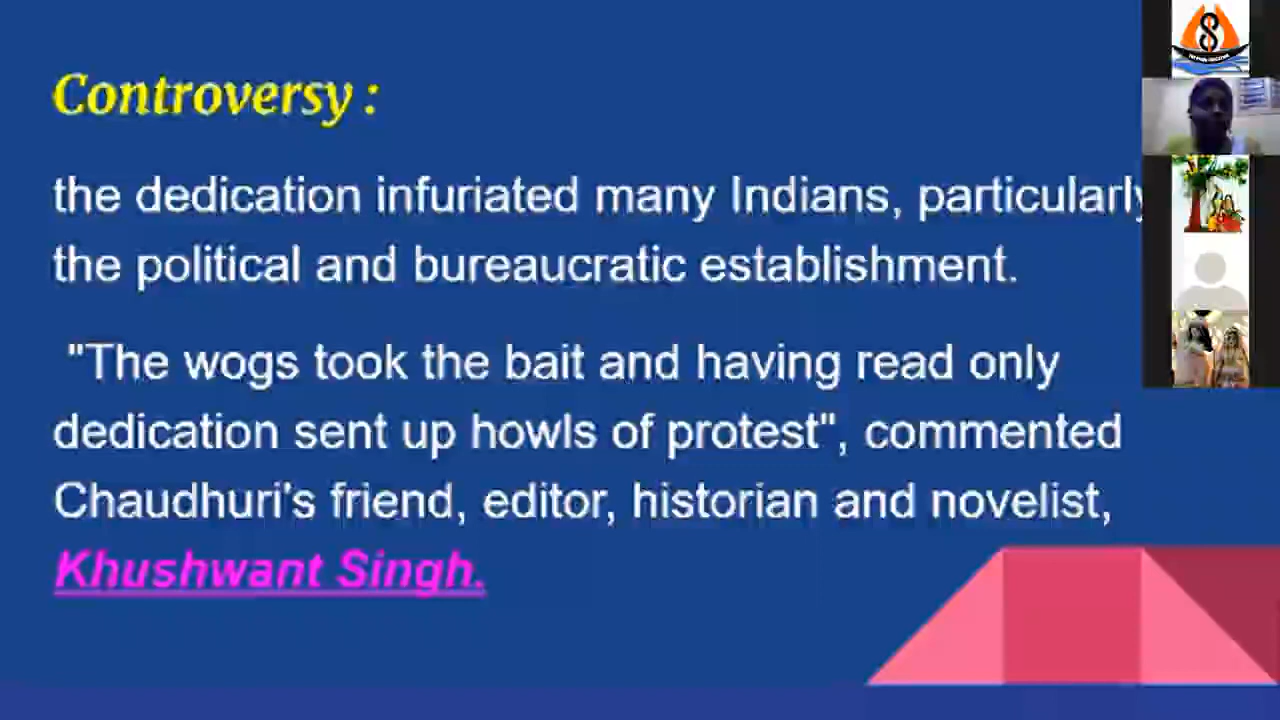 Controversy :
the dedication infuriated many Indians, particularly
the political and bureaucratic establishment.
"The wogs took the bait and having read only
dedication sent up howls of protest", commented
Chaudhuri's friend, editor, historian and novelist,
Khushwant Singh.